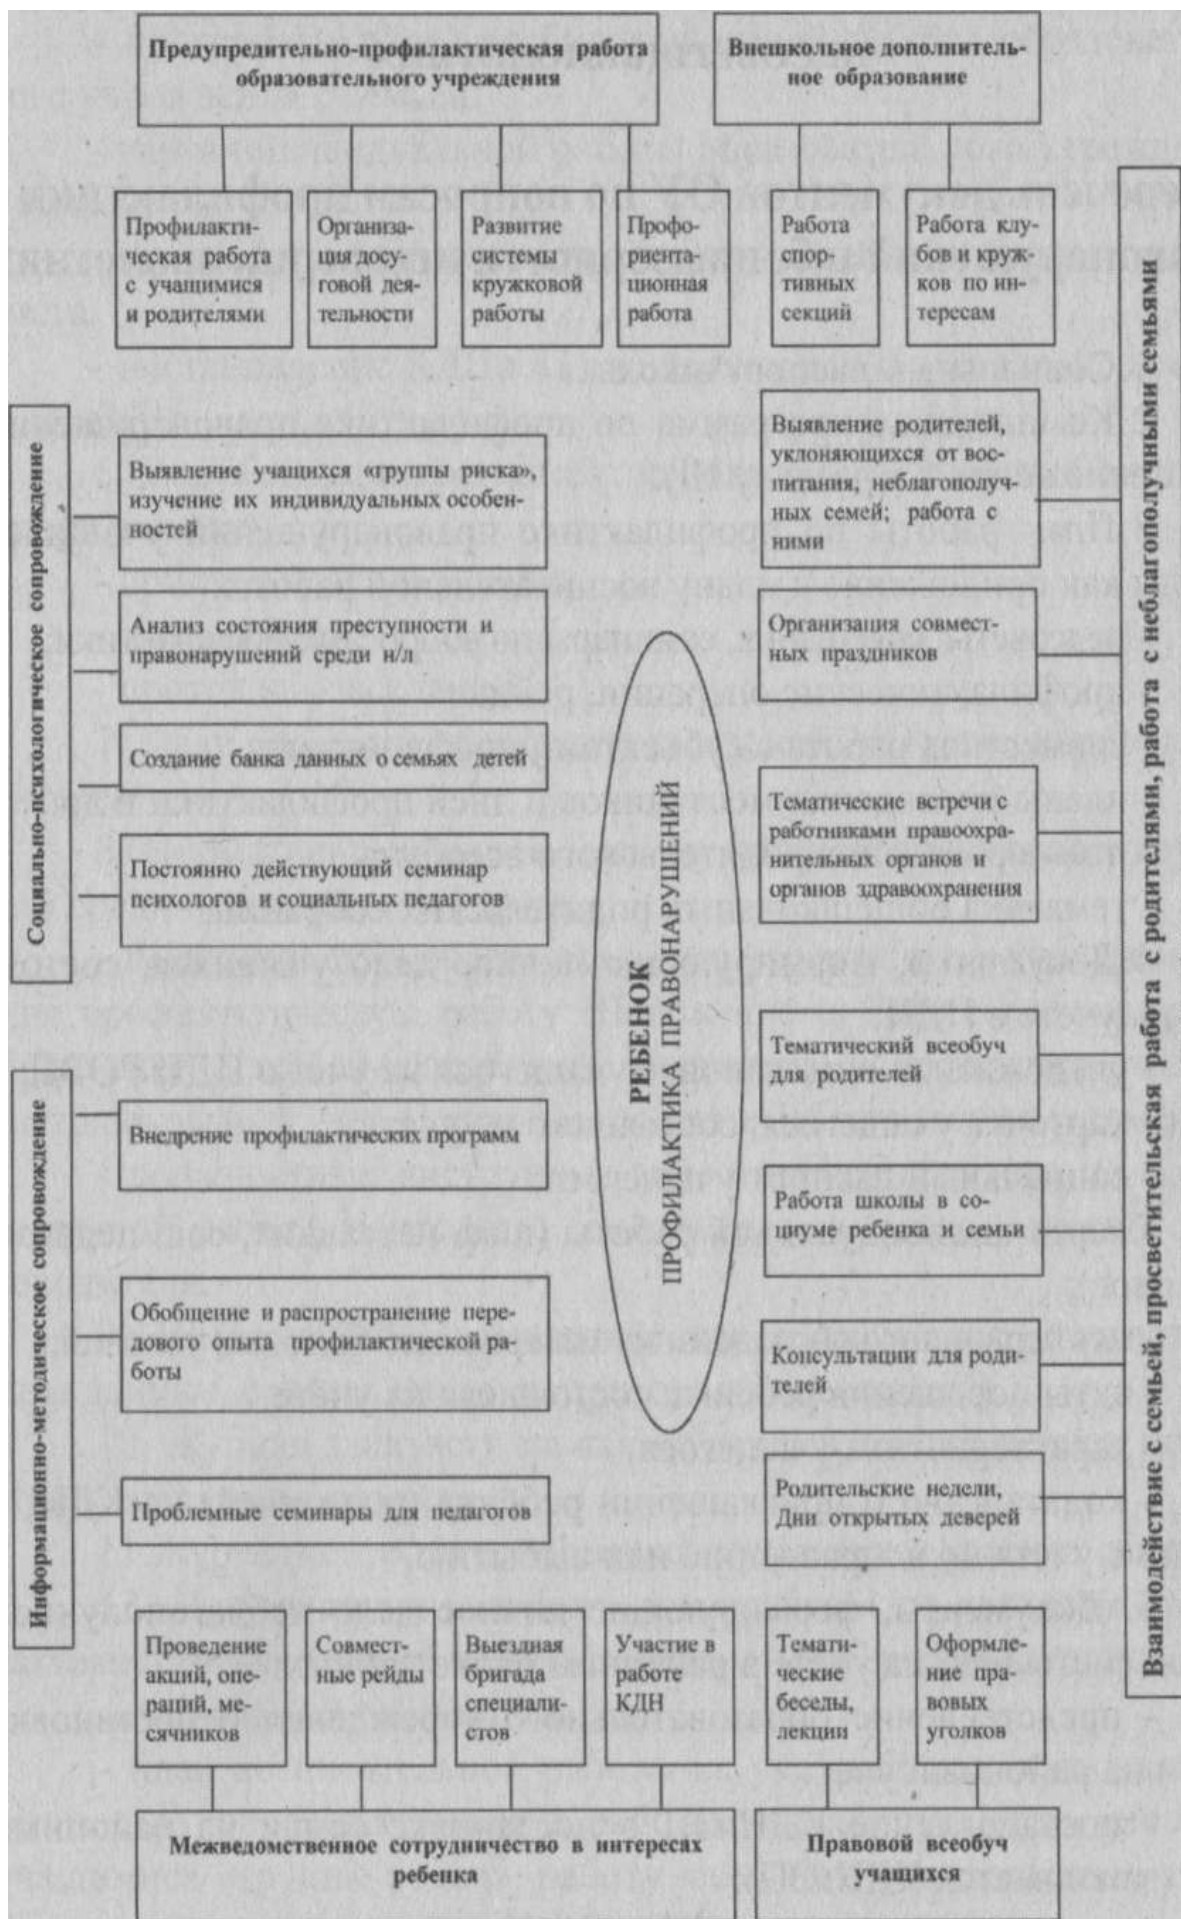 Предупредительно-профилактическая работа
образовательного учреждения
Внешкольное дополнитель-
ное образование
Профилакти-
ческая работа
с учащимися
и родителями
Организа-
ция досу-
говой дея-
тельности
Развитие
системы
кружковой
работы
Профо-
риента-
ционная
работа
Работа
спор-
тивных
секций
Работа клу-
бов и круж-
ков по ин-
тересам
Социально-психологическое сопровождение
Выявление учащихся «группы риска»,
изучение их индивидуальных особен-
ностей
Анализ состояния преступности и
правонарушений среди н/л
Создание банка данных о семьях детей
Постоянно действующий семинар
психологов и социальных педагогов
Информационно-методическое сопровождение
Внедрение профилактических программ
Обобщение и распространение пере-
дового опыта профилактической ра-
боты
Проблемные семинары для педагогов
РЕБЕНОК
ПРОФИЛАКТИКА ПРАВОНАРУШЕНИЙ
Выявление родителей,
уклоняющихся от вос-
питания, неблагополуч-
ных семей; работа с
ними
Организация совмест-
ных праздников
Тематические встречи с
работниками правоохра-
нительных органов и
органов здравоохранения
Тематический всеобуч
для родителей
Работа школы в со-
циуме ребенка и семьи
Консультации для роди-
телей
Родительские недели,
Дни открытых деверей
Взаимодействие с семьей, просветительская работа с родителями, работа с неблагополучными семьями
Проведение
акций, опе-
раций, ме-
сячников
Совмест-
ные рейды
Выездная
бригада
специали-
стов
Участие в
работе
КДН
Темати-
ческие
беседы,
лекции
Оформле-
ние пра-
вовых
уголков
Межведомственное сотрудничество в интересах
ребенка
Правовой всеобуч
учащихся